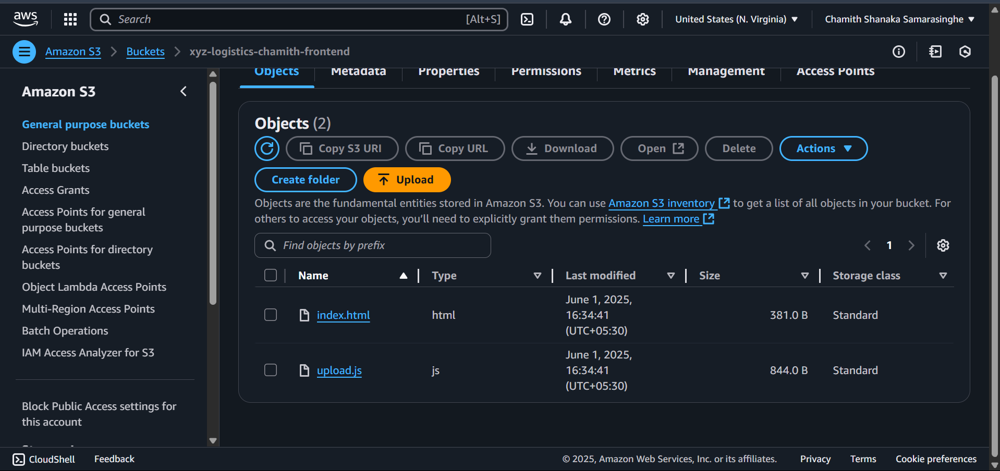 aws
Search [Alt+S]
United States (N. Virginia)
Chamith Shanaka Samarasinghe
Amazon S3 > Buckets > xyz-logistics-chamith-frontend
Amazon S3
General purpose buckets
Directory buckets
Table buckets
Access Grants
Access Points for general
purpose buckets
Access Points for directory
buckets
Object Lambda Access Points
Multi-Region Access Points
Batch Operations
IAM Access Analyzer for S3
Block Public Access settings for
this account
Objects Metadata Properties Permissions Metrics Management Access Points
Objects (2)
Copy S3 URI Copy URL Download Open Delete Actions
Create folder Upload
Objects are the fundamental entities stored in Amazon S3. You can use Amazon S3 inventory to get a list of all objects in your bucket. For
others to access your objects, you’ll need to explicitly grant them permissions. Learn more
Find objects by prefix
1
Name Type Last modified Size Storage class
index.html html June 1, 2025, 16:34:41 (UTC+05:30) 381.0 B Standard
upload.js js June 1, 2025, 16:34:41 (UTC+05:30) 844.0 B Standard
CloudShell Feedback © 2025, Amazon Web Services, Inc. or its affiliates. Privacy Terms Cookie preferences